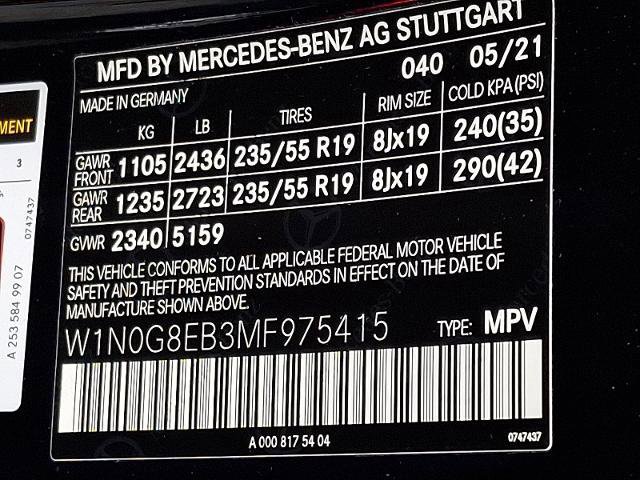 MFD BY MERCEDES-BENZ AG STUTTGART
040 05/21
MADE IN GERMANY
KG LB TIRES RIM SIZE COLD KPA(PSI)
GAWR FRONT 1105 2436 235/55 R19 8Jx19 240(35)
GAWR REAR 1235 2723 235/55 R19 8Jx19 290(42)
GVWR 2340 5159
THIS VEHICLE CONFORMS TO ALL APPLICABLE FEDERAL MOTOR VEHICLE
SAFETY AND THEFT PREVENTION STANDARDS IN EFFECT ON THE DATE OF
MANUFACTURE SHOWN ABOVE.
W1N0G8EB3MF975415 TYPE: MPV
A 000 817 54 04 0747437
MENT
3
0747437
A 253 584 99 07